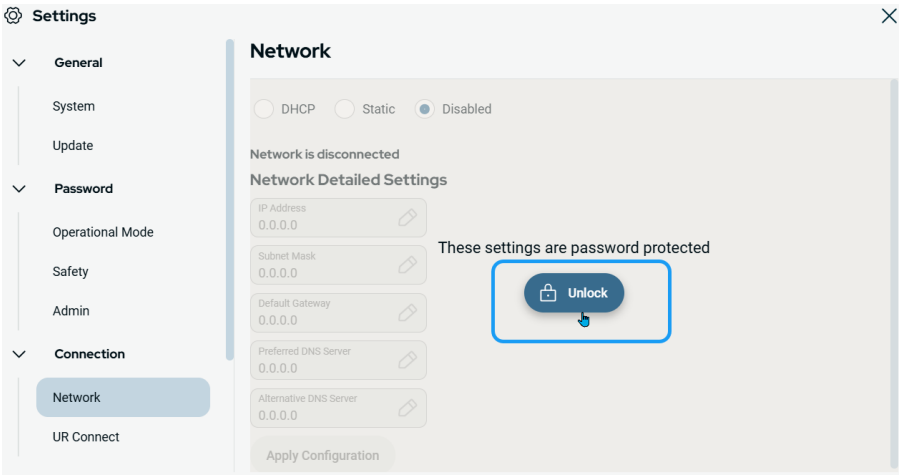 Settings
General
System
Update
Password
Operational Mode
Safety
Admin
Connection
Network
UR Connect
Network
DHCP Static Disabled
Network is disconnected
Network Detailed Settings
IP Address
0.0.0.0
Subnet Mask
0.0.0.0
Default Gateway
0.0.0.0
Preferred DNS Server
0.0.0.0
Alternative DNS Server
0.0.0.0
Apply Configuration
These settings are password protected
Unlock